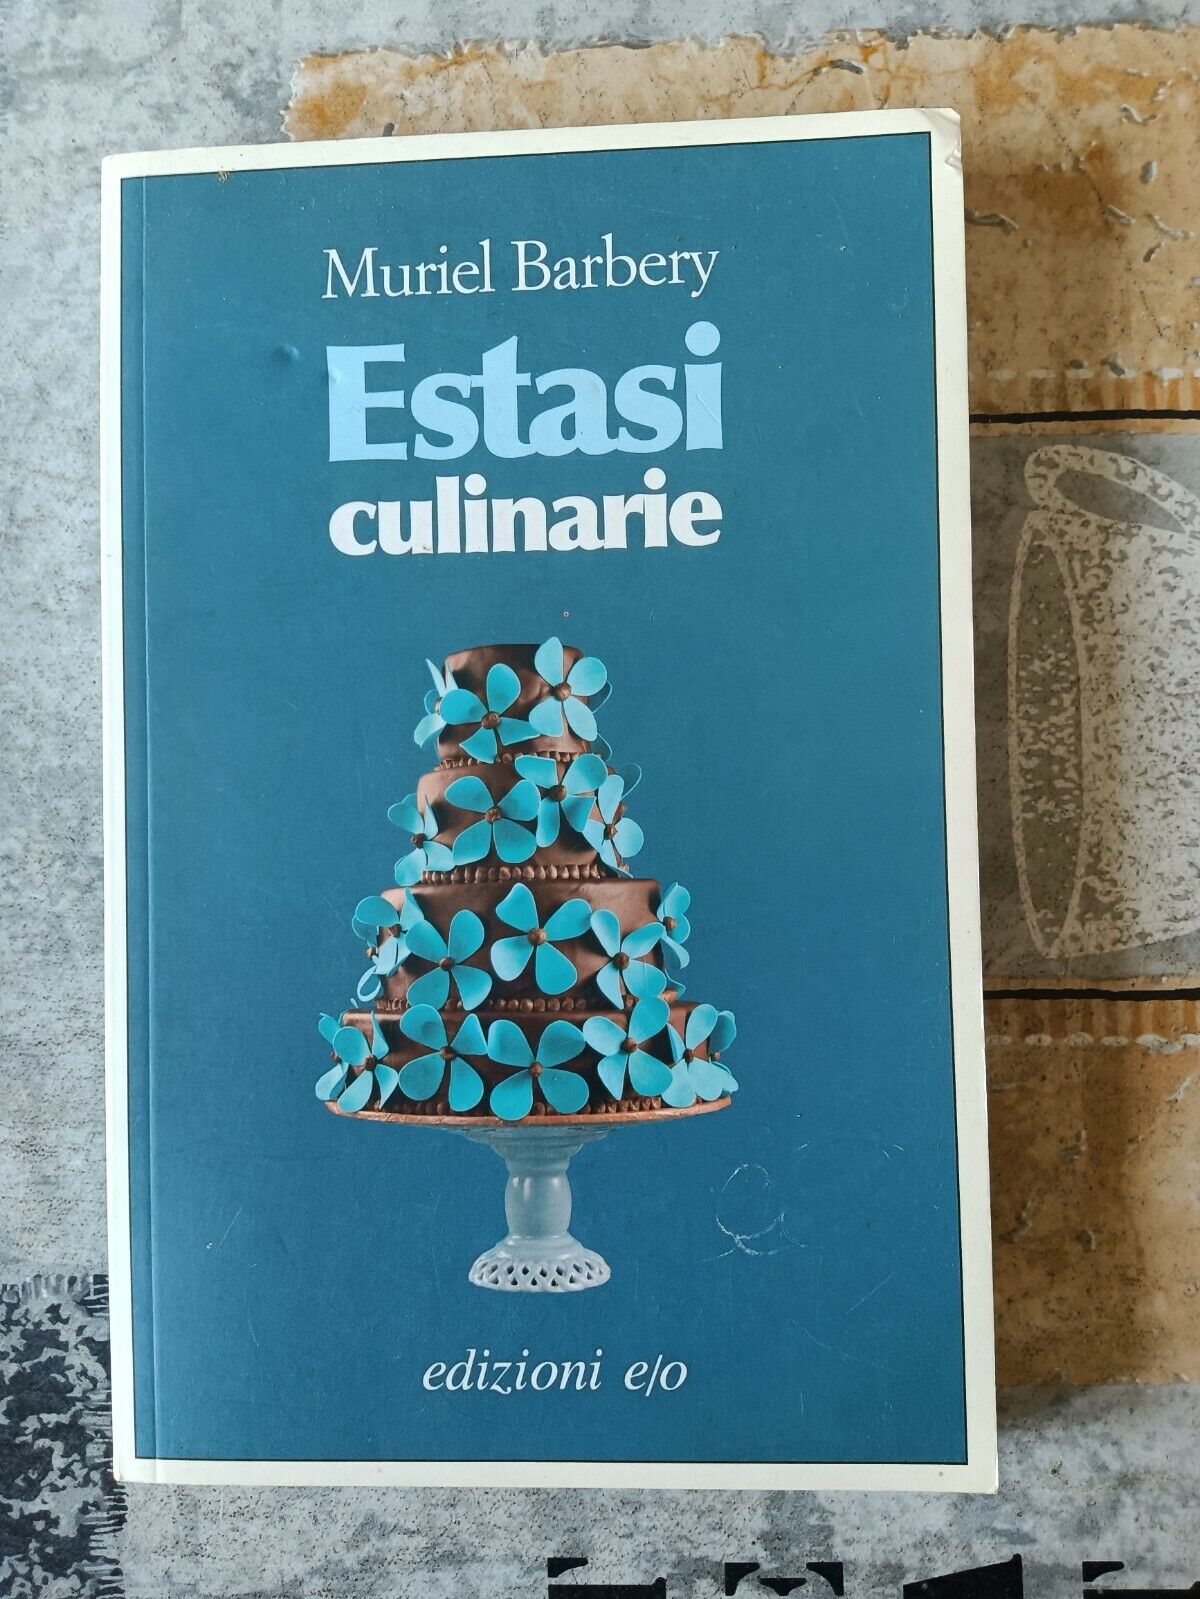 Muriel Barbery
Estasi
culinarie
edizioni e/o